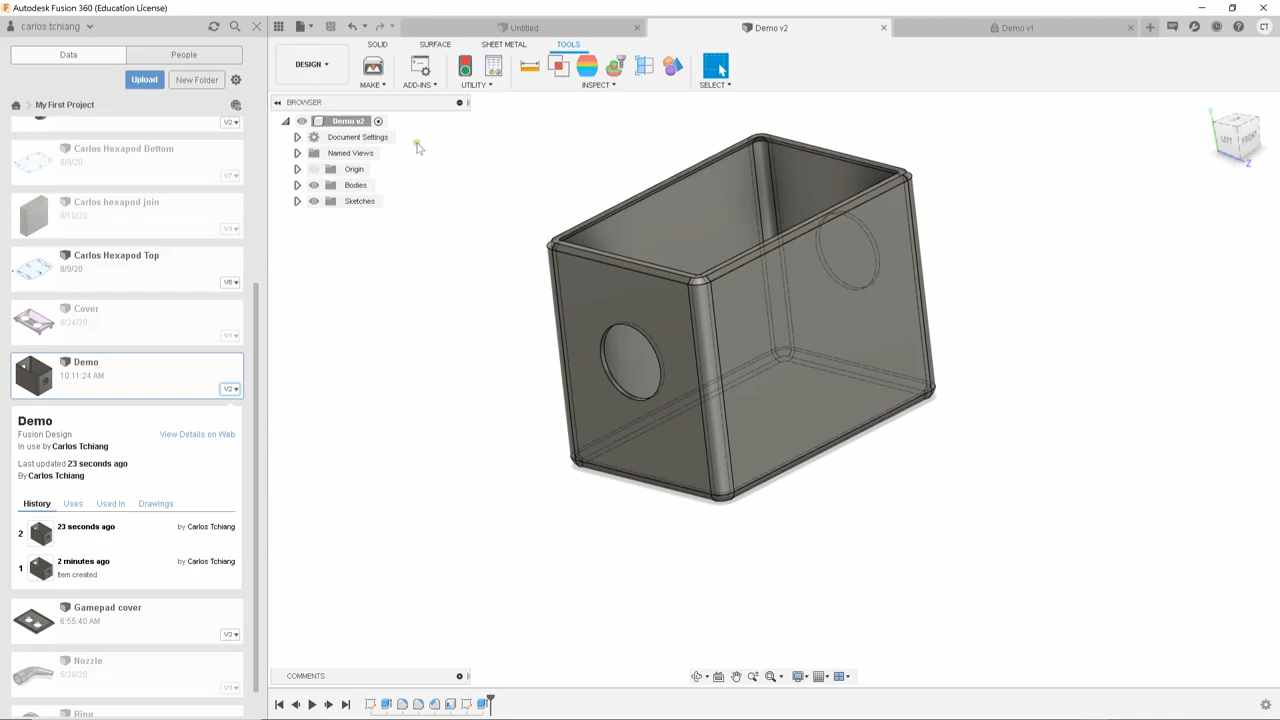 Autodesk Fusion 360 (Education License)
carlos tchiang
Untitled
Demo v2
Demo v1
CT
Data
People
Upload
New Folder
My First Project
V2
Carlos Hexapod Bottom
8/8/20
V7
Carlos hexapod join
8/10/20
V1
Carlos Hexapod Top
8/9/20
V6
Cover
8/24/20
V1
Demo
10:11:24 AM
V2
Demo
Fusion Design
View Details on Web
In use by Carlos Tchiang
Last updated 23 seconds ago
By Carlos Tchiang
History
Uses
Used In
Drawings
2
23 seconds ago
by Carlos Tchiang
1
2 minutes ago
by Carlos Tchiang
Item created
Gamepad cover
6:55:40 AM
V3
Nozzle
5/28/20
V1
Ring
SOLID
SURFACE
SHEET METAL
TOOLS
DESIGN
MAKE
ADD-INS
UTILITY
INSPECT
SELECT
BROWSER
Demo v2
Document Settings
Named Views
Origin
Bodies
Sketches
Y
LEFT
FRONT
Z
COMMENTS